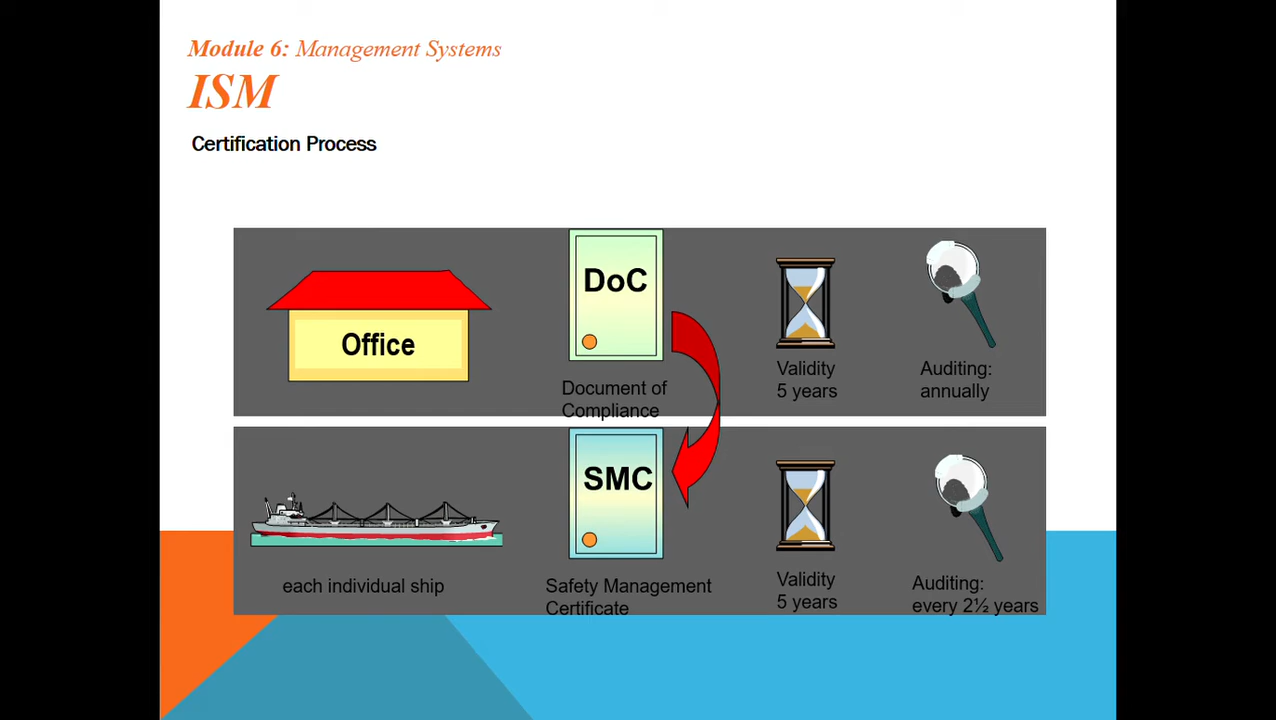 Module 6: Management Systems
ISM
Certification Process
Office
DoC
Document of
Compliance
Validity
5 years
Auditing:
annually
each individual ship
SMC
Safety Management
Certificate
Validity
5 years
Auditing:
every 2½ years